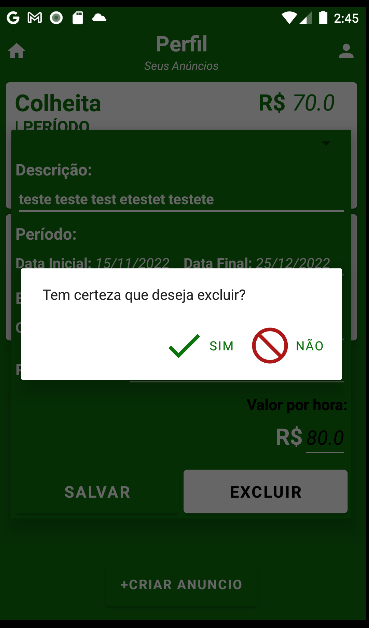 2:45
Perfil
Seus Anúncios
Colheita R$ 70.0
PERÍODO
Descrição:
teste teste test etestet testete
Período:
Data Inicial: 15/11/2022 Data Final: 25/12/2022
Tem certeza que deseja excluir?
SIM NÃO
Valor por hora:
R$ 80.0
SALVAR EXCLUIR
+CRIAR ANUNCIO